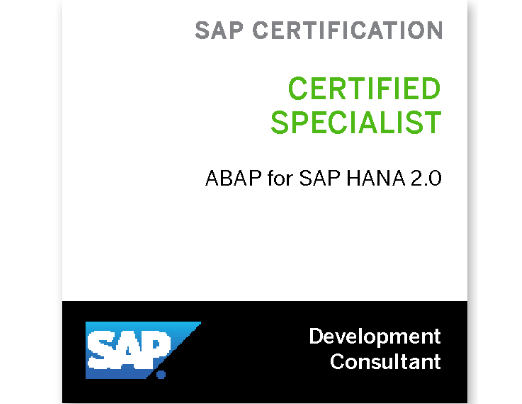 SAP CERTIFICATION
CERTIFIED
SPECIALIST
ABAP for SAP HANA 2.0
SAP
Development
Consultant